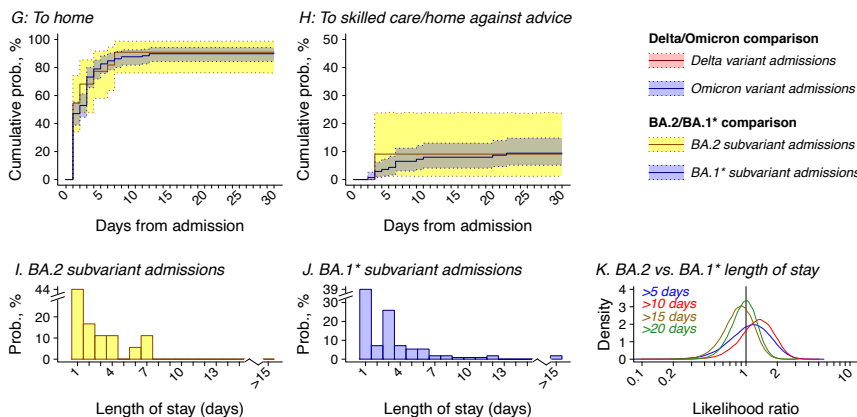 G: To home
H: To skilled care/home against advice
Cumulative prob., %
100
80
60
40
20
0
0
5
10
15
20
25
30
Days from admission
Cumulative prob., %
50
40
30
20
10
0
0
5
10
15
20
25
30
Days from admission
Delta/Omicron comparison
Delta variant admissions
Omicron variant admissions
BA.2/BA.1* comparison
BA.2 subvariant admissions
BA.1* subvariant admissions
I. BA.2 subvariant admissions
Prob., %
44
30
20
10
0
1
4
7
10
13
>15
Length of stay (days)
J. BA.1* subvariant admissions
Prob., %
39
30
20
10
0
1
4
7
10
13
>15
Length of stay (days)
K. BA.2 vs. BA.1* length of stay
Density
4
3
2
1
0
>5 days
>10 days
>15 days
>20 days
0.1
0.2
1
2
10
Likelihood ratio